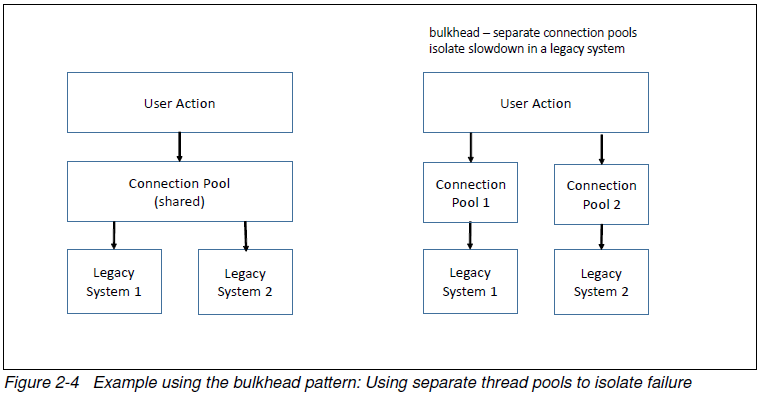 bulkhead – separate connection pools
isolate slowdown in a legacy system
User Action
Connection Pool
(shared)
Legacy
System 1
Legacy
System 2
User Action
Connection
Pool 1
Connection
Pool 2
Legacy
System 1
Legacy
System 2
Figure 2-4 Example using the bulkhead pattern: Using separate thread pools to isolate failure